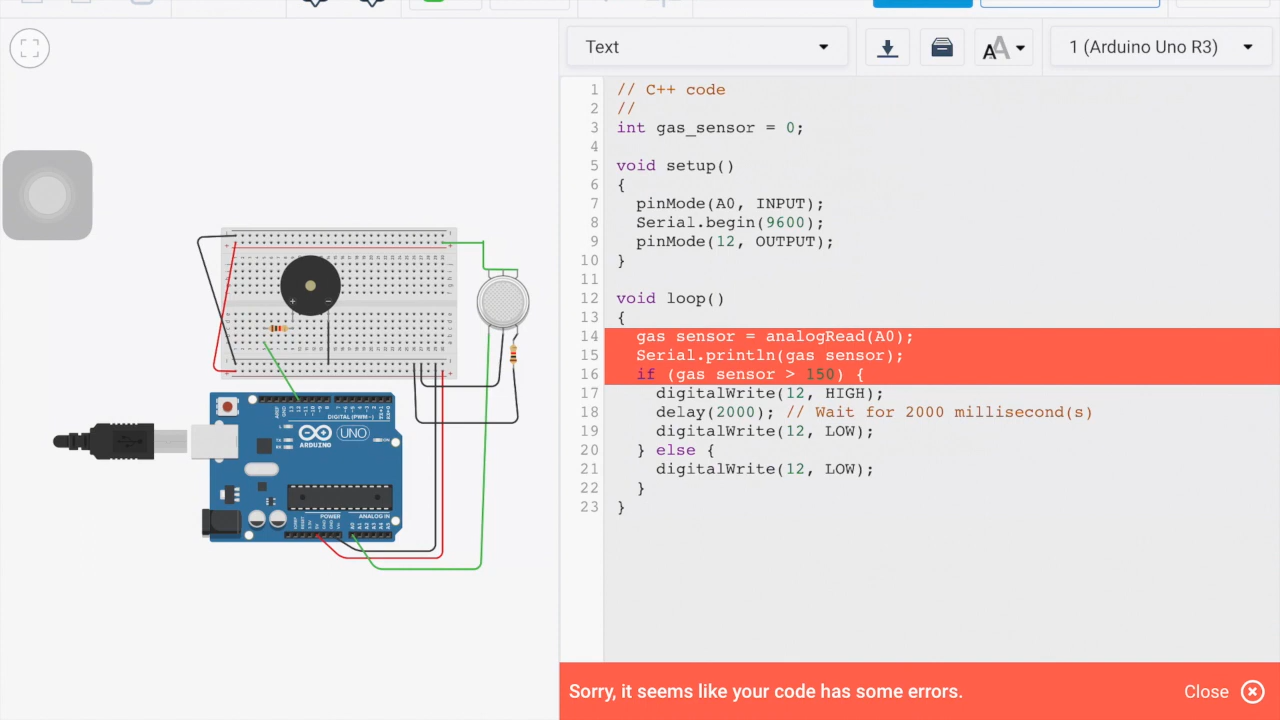 Text
1 (Arduino Uno R3)
1 // C++ code
2 //
3 int gas_sensor = 0;
4
5 void setup()
6 {
7 pinMode(A0, INPUT);
8 Serial.begin(9600);
9 pinMode(12, OUTPUT);
10 }
11
12 void loop()
13 {
14 gas sensor = analogRead(A0);
15 Serial.println(gas sensor);
16 if (gas sensor > 150) {
17 digitalWrite(12, HIGH);
18 delay(2000); // Wait for 2000 millisecond(s)
19 digitalWrite(12, LOW);
20 } else {
21 digitalWrite(12, LOW);
22 }
23 }
DIGITAL (PWM~)
UNO
ARDUINO
POWER
ANALOG IN
Sorry, it seems like your code has some errors.
Close